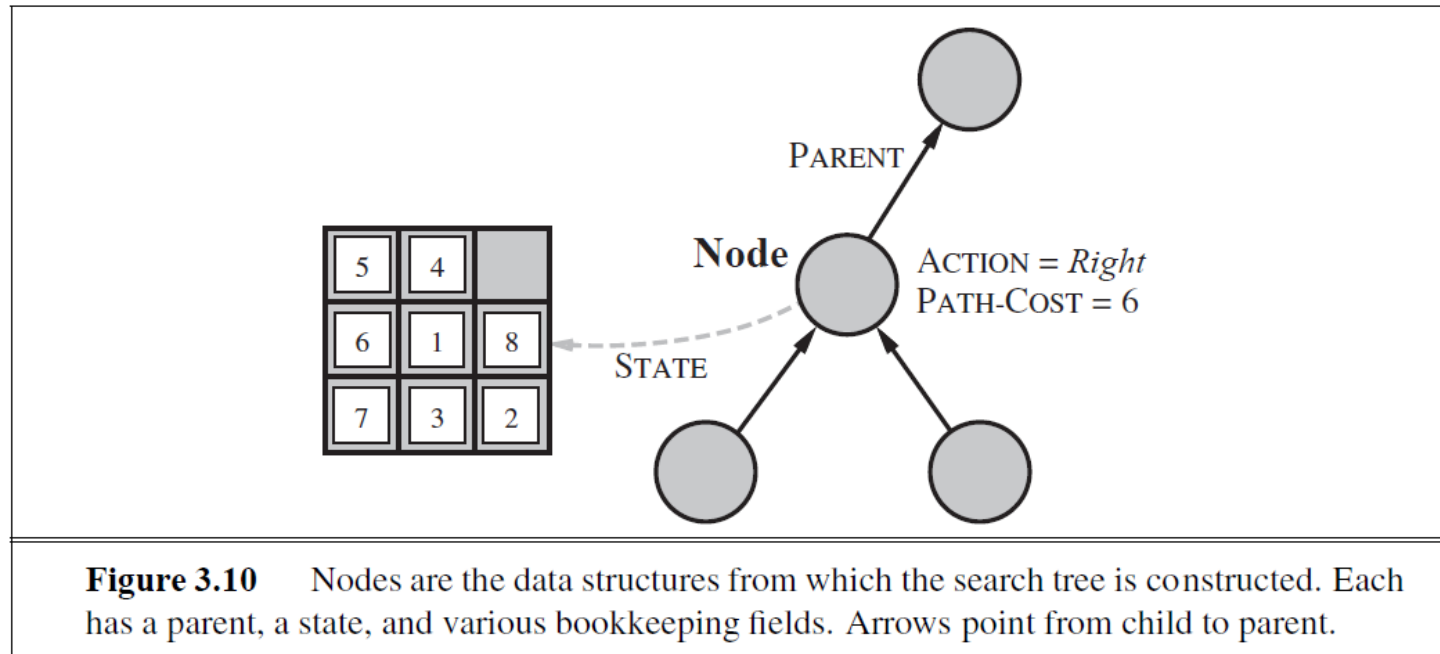 PARENT
Node
ACTION = Right
PATH-COST = 6
5 4
6 1 8
STATE
7 3 2
Figure 3.10 Nodes are the data structures from which the search tree is constructed. Each
has a parent, a state, and various bookkeeping fields. Arrows point from child to parent.